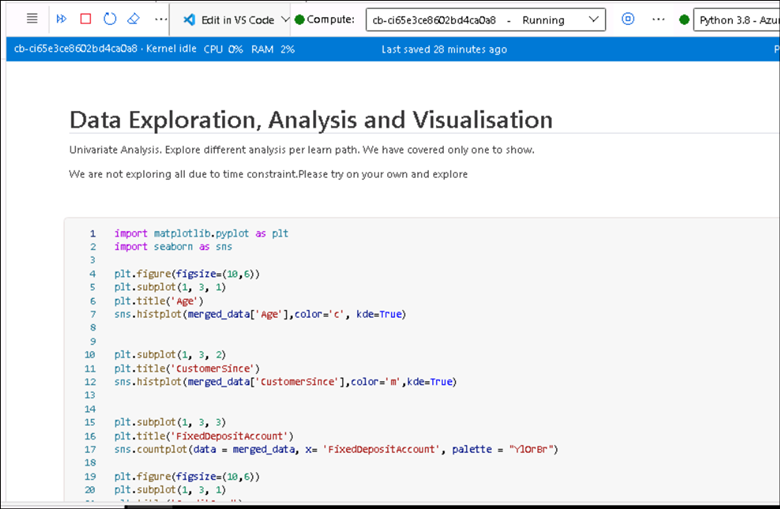 Edit in VS Code
Compute: cb-ci65e3ce8602bd4ca0a8 - Running
Python 3.8 - Azur
cb-ci65e3ce8602bd4ca0a8 · Kernel idle CPU 0% RAM 2%
Last saved 28 minutes ago
P
Data Exploration, Analysis and Visualisation
Univariate Analysis. Explore different analysis per learn path. We have covered only one to show.
We are not exploring all due to time constraint.Please try on your own and explore
1 import matplotlib.pyplot as plt
2 import seaborn as sns
3
4 plt.figure(figsize=(10,6))
5 plt.subplot(1, 3, 1)
6 plt.title('Age')
7 sns.histplot(merged_data['Age'],color='c', kde=True)
8
9
10 plt.subplot(1, 3, 2)
11 plt.title('CustomerSince')
12 sns.histplot(merged_data['CustomerSince'],color='m',kde=True)
13
14
15 plt.subplot(1, 3, 3)
16 plt.title('FixedDepositAccount')
17 sns.countplot(data = merged_data, x= 'FixedDepositAccount', palette = "YlOrBr")
18
19 plt.figure(figsize=(10,6))
20 plt.subplot(1, 3, 1)